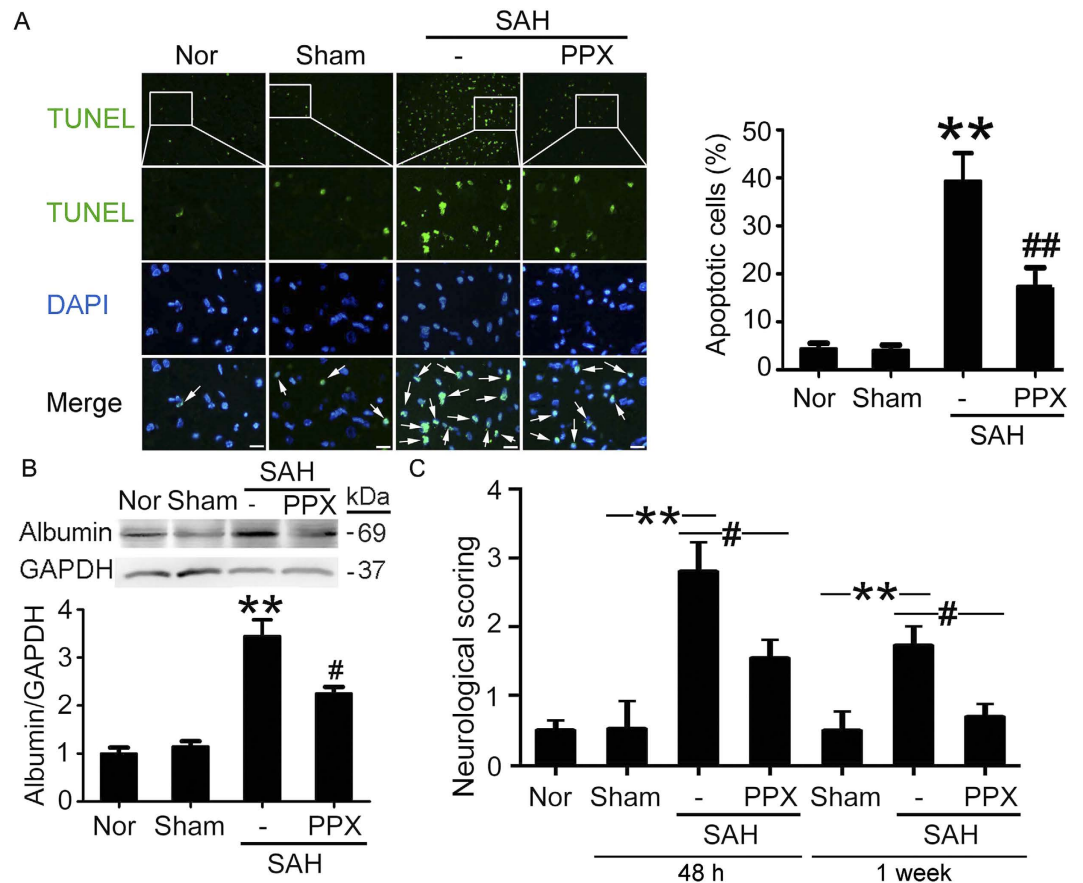 A
SAH
Nor Sham - PPX
TUNEL
TUNEL
DAPI
Merge
Apoptotic cells (%)
50
40
30
20
10
0
**
##
Nor Sham - PPX
SAH
B
SAH
Nor Sham - PPX kDa
Albumin -69
GAPDH -37
Albumin/GAPDH
4
3
2
1
0
**
#
Nor Sham - PPX
SAH
C
Neurological scoring
4
3
2
1
0
**
#
**
#
Nor Sham - PPX Sham - PPX
SAH SAH
48 h 1 week